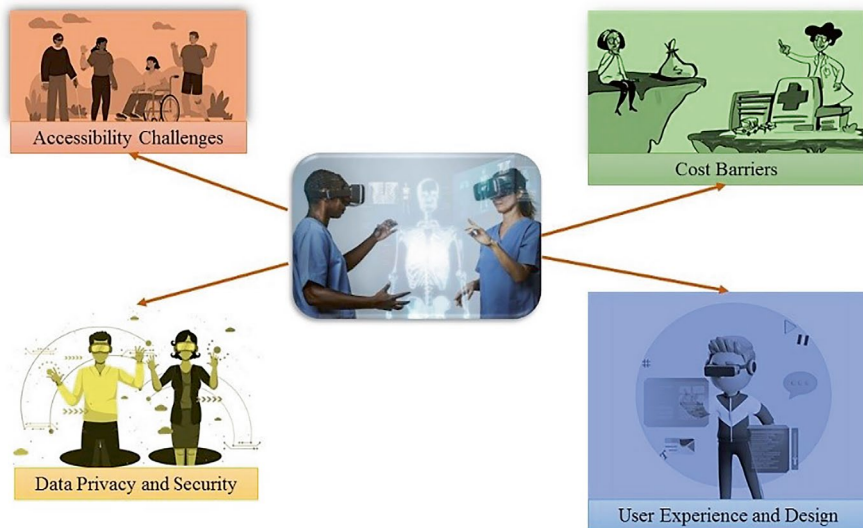 Accessibility Challenges
Cost Barriers
Data Privacy and Security
User Experience and Design